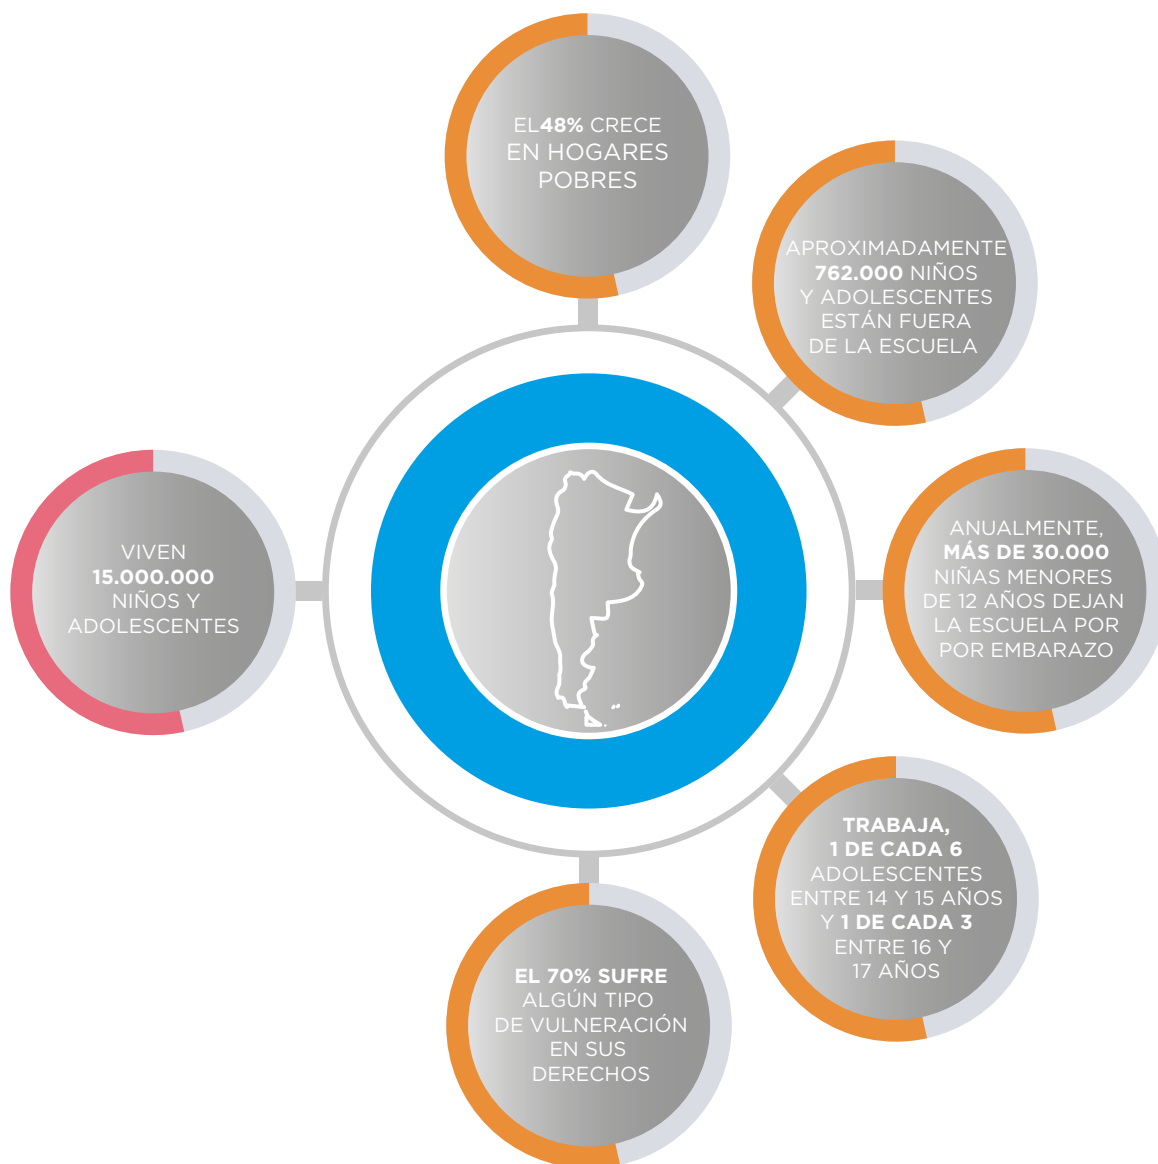 EL48% CRECE
EN HOGARES
POBRES
APROXIMADAMENTE
762.000 NIÑOS
Y ADOLESCENTES
ESTÁN FUERA
DE LA ESCUELA
VIVEN
15.000.000
NIÑOS Y
ADOLESCENTES
ANUALMENTE,
MÁS DE 30.000
NIÑAS MENORES
DE 12 AÑOS DEJAN
LA ESCUELA POR
POR EMBARAZO
TRABAJA,
1 DE CADA 6
ADOLESCENTES
ENTRE 14 Y 15 AÑOS
Y 1 DE CADA 3
ENTRE 16 Y
17 AÑOS
EL 70% SUFRE
ALGÚN TIPO
DE VULNERACIÓN
EN SUS
DERECHOS